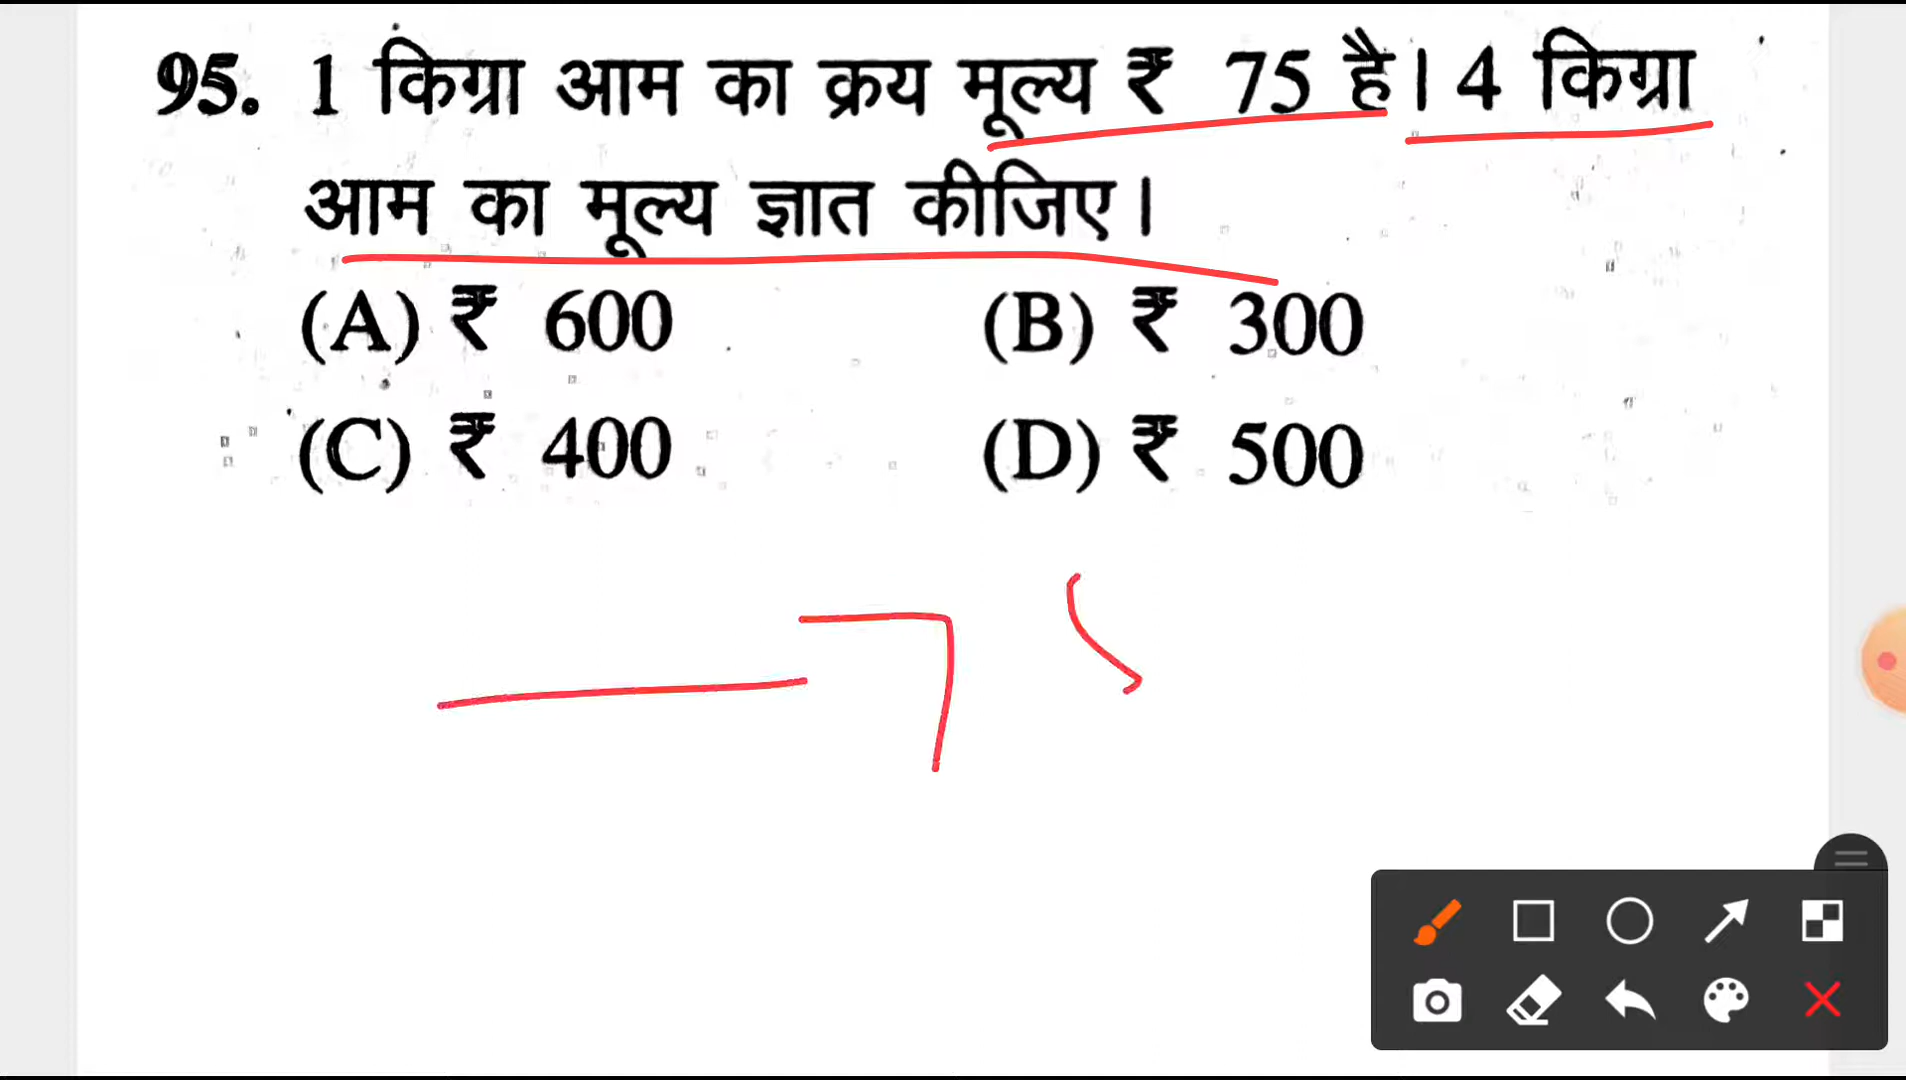 95. 1 किग्रा आम का क्रय मूल्य ₹ 75 है। 4 किग्रा
आम का मूल्य ज्ञात कीजिए।
(A) ₹ 600 (B) ₹ 300
(C) ₹ 400 (D) ₹ 500